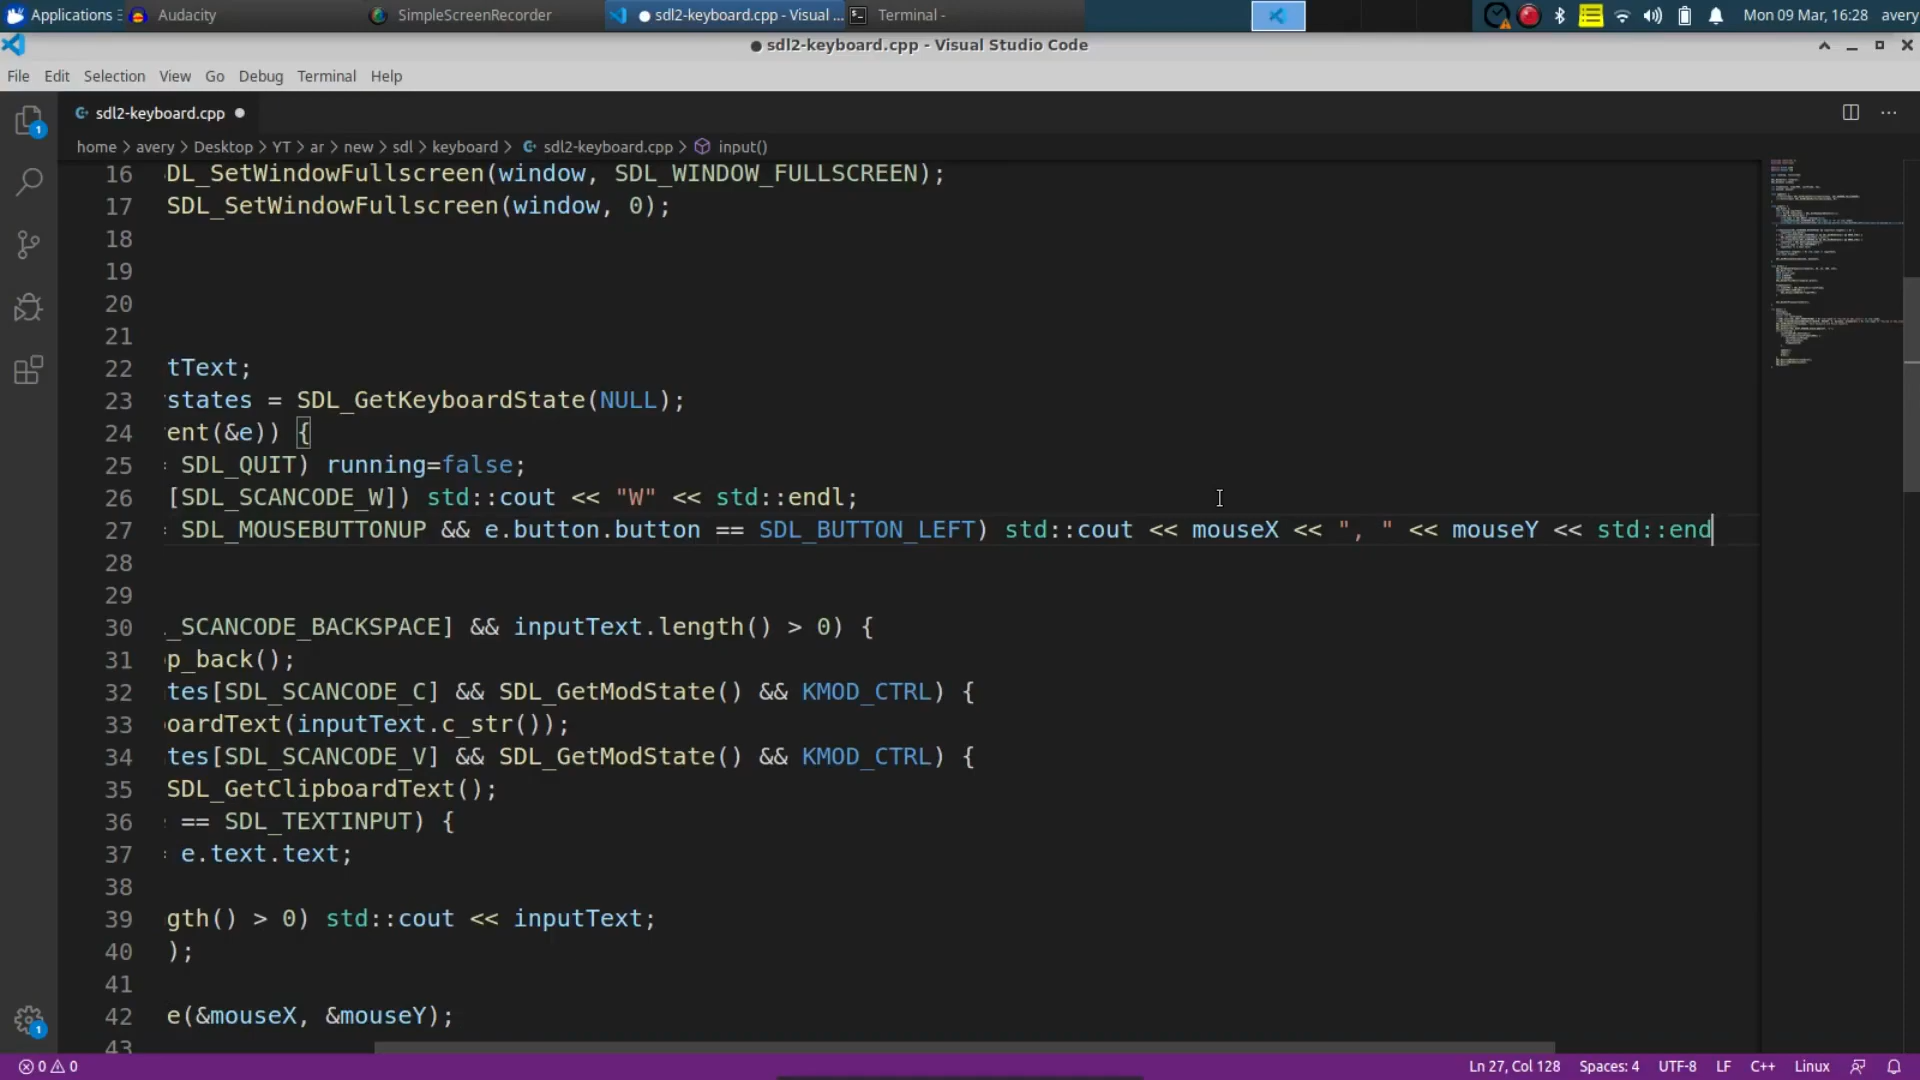 Applications
Audacity
SimpleScreenRecorder
sdl2-keyboard.cpp - Visual ...
Terminal -
Mon 09 Mar, 16:28
avery
sdl2-keyboard.cpp - Visual Studio Code
File Edit Selection View Go Debug Terminal Help
sdl2-keyboard.cpp
home > avery > Desktop > YT > ar > new > sdl > keyboard > sdl2-keyboard.cpp > input()
16 DL_SetWindowFullscreen(window, SDL_WINDOW_FULLSCREEN);
17 SDL_SetWindowFullscreen(window, 0);
18
19
20
21
22 tText;
23 states = SDL_GetKeyboardState(NULL);
24 ent(&e)) {
25 SDL_QUIT) running=false;
26 [SDL_SCANCODE_W]) std::cout << "W" << std::endl;
27 SDL_MOUSEBUTTONUP && e.button.button == SDL_BUTTON_LEFT) std::cout << mouseX << ", " << mouseY << std::end
28
29
30 _SCANCODE_BACKSPACE] && inputText.length() > 0) {
31 p_back();
32 tes[SDL_SCANCODE_C] && SDL_GetModState() && KMOD_CTRL) {
33 oardText(inputText.c_str());
34 tes[SDL_SCANCODE_V] && SDL_GetModState() && KMOD_CTRL) {
35 SDL_GetClipboardText();
36 == SDL_TEXTINPUT) {
37 e.text.text;
38
39 gth() > 0) std::cout << inputText;
40 );
41
42 e(&mouseX, &mouseY);
43
1
1
0 0
Ln 27, Col 128 Spaces: 4 UTF-8 LF C++ Linux